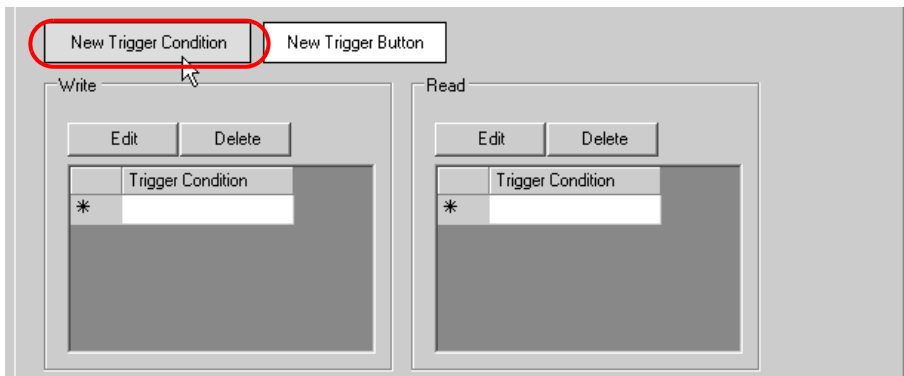 New Trigger Condition New Trigger Button
Write Read
Edit Delete Edit Delete
Trigger Condition Trigger Condition
* *